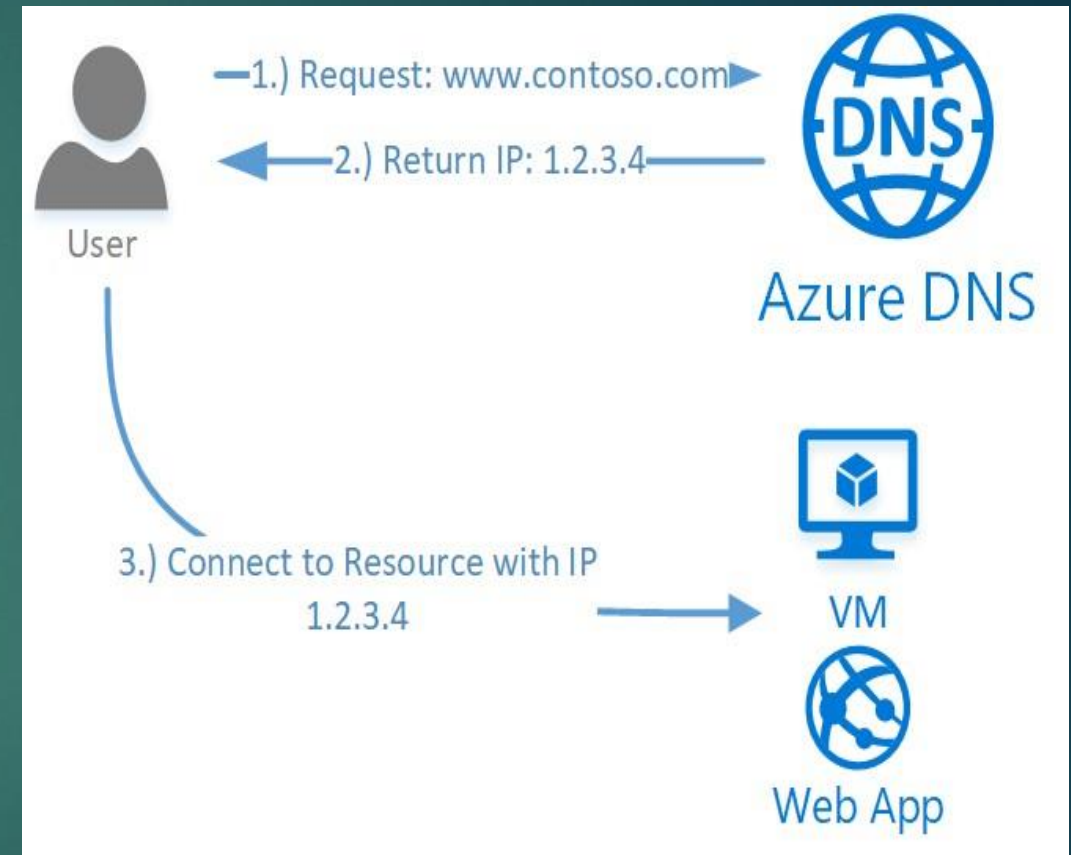 1.) Request: www.contoso.com
DNS
2.) Return IP: 1.2.3.4
User
Azure DNS
3.) Connect to Resource with IP
1.2.3.4
VM
Web App